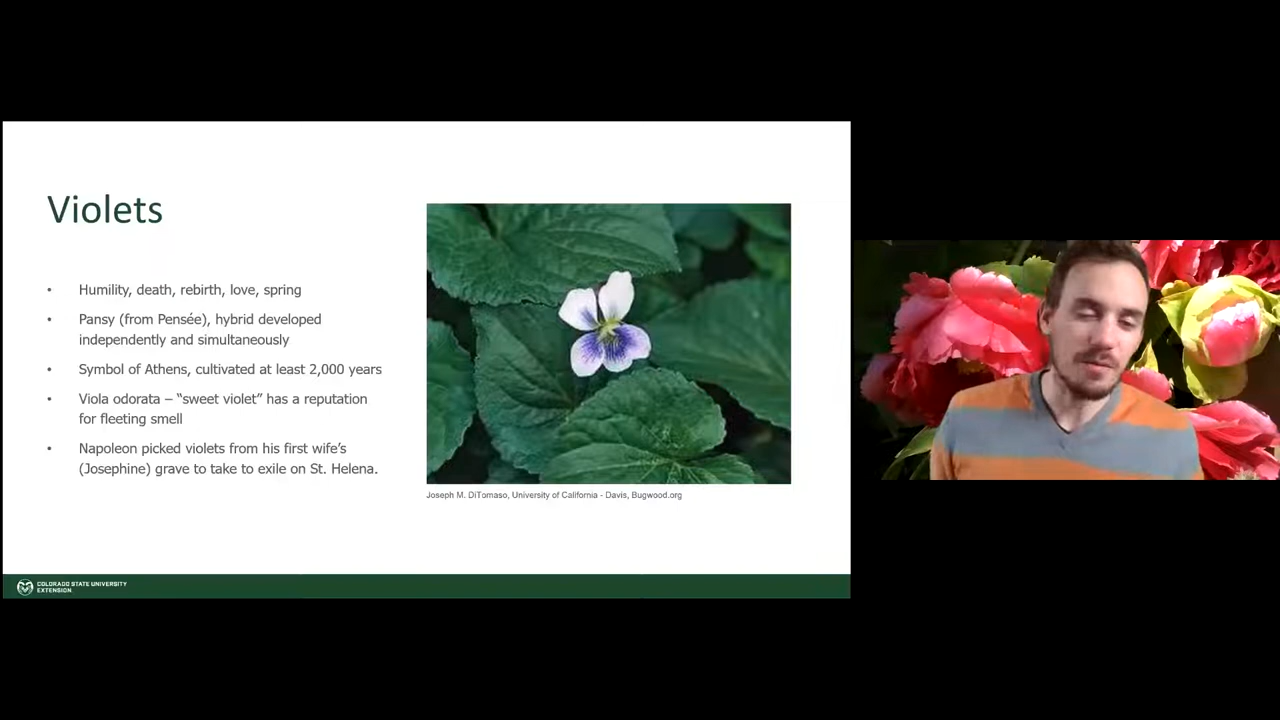 Violets
• Humility, death, rebirth, love, spring
• Pansy (from Pensée), hybrid developed
independently and simultaneously
• Symbol of Athens, cultivated at least 2,000 years
• Viola odorata – “sweet violet” has a reputation
for fleeting smell
• Napoleon picked violets from his first wife’s
(Josephine) grave to take to exile on St. Helena.
Joseph M. DiTomaso, University of California - Davis, Bugwood.org
COLORADO STATE UNIVERSITY
EXTENSION